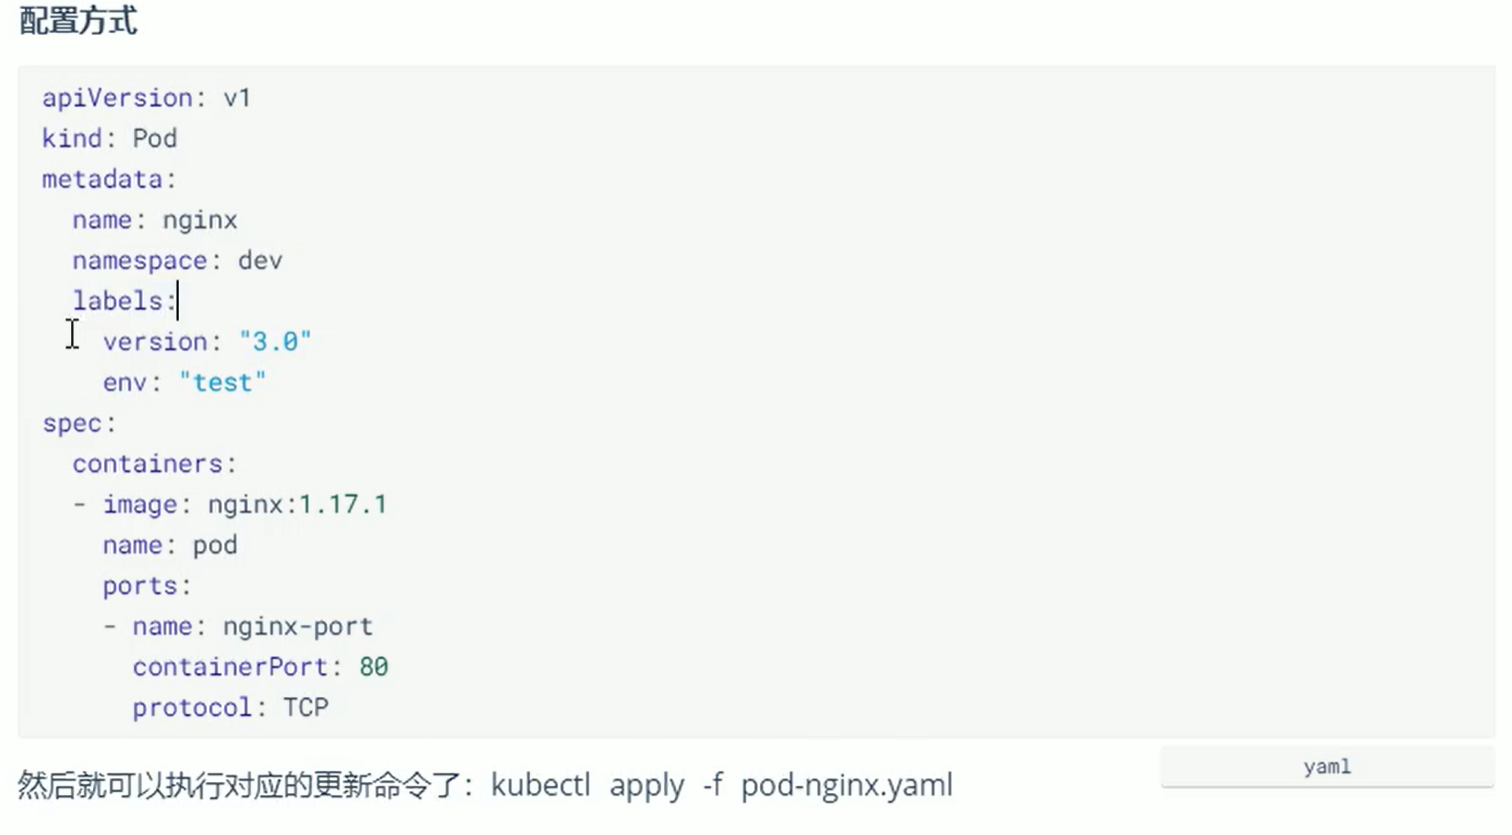 配置方式
apiVersion: v1
kind: Pod
metadata:
  name: nginx
  namespace: dev
  labels:
    version: "3.0"
    env: "test"
spec:
  containers:
  - image: nginx:1.17.1
    name: pod
    ports:
    - name: nginx-port
      containerPort: 80
      protocol: TCP
yaml
然后就可以执行对应的更新命令了：kubectl apply -f pod-nginx.yaml